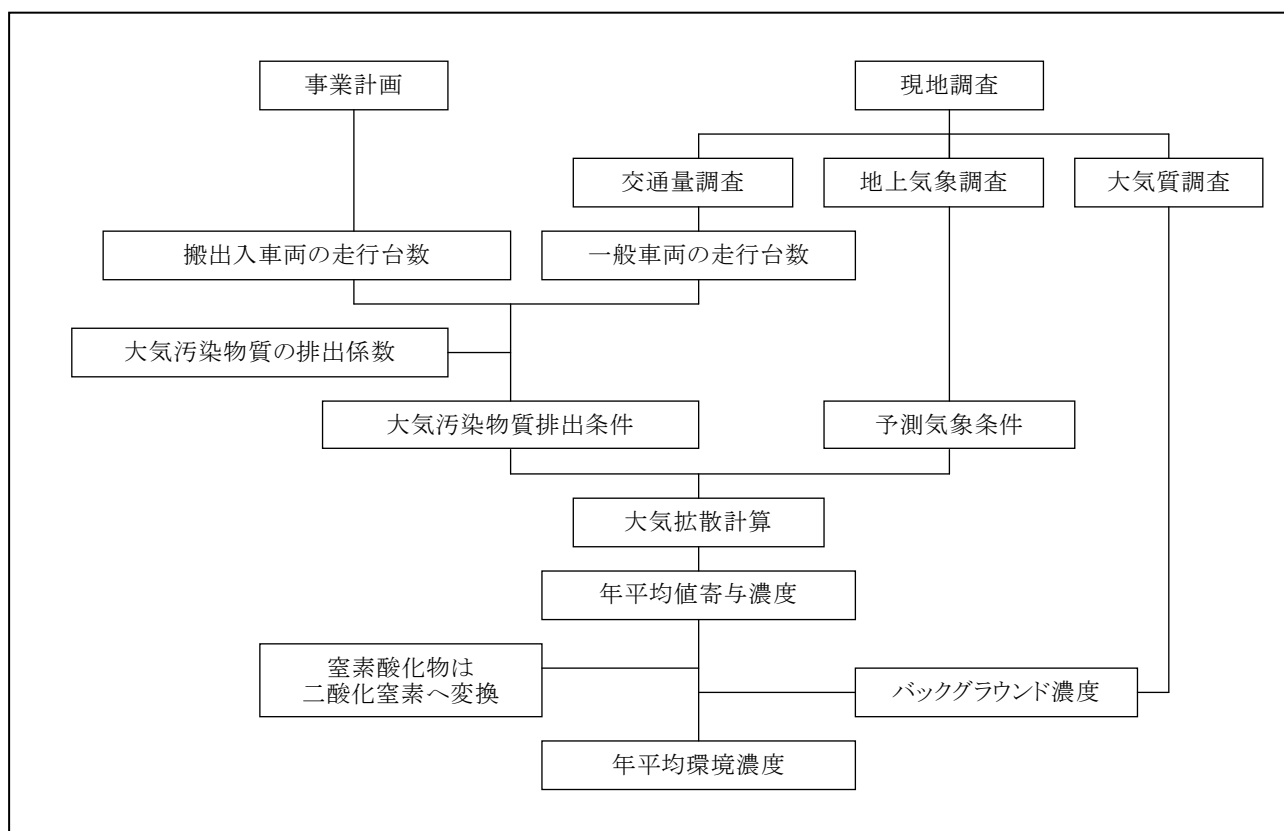 事業計画
現地調査
交通量調査
地上気象調査
大気質調査
搬出入車両の走行台数
一般車両の走行台数
大気汚染物質の排出係数
大気汚染物質排出条件
予測気象条件
大気拡散計算
年平均値寄与濃度
窒素酸化物は
二酸化窒素へ変換
バックグラウンド濃度
年平均環境濃度